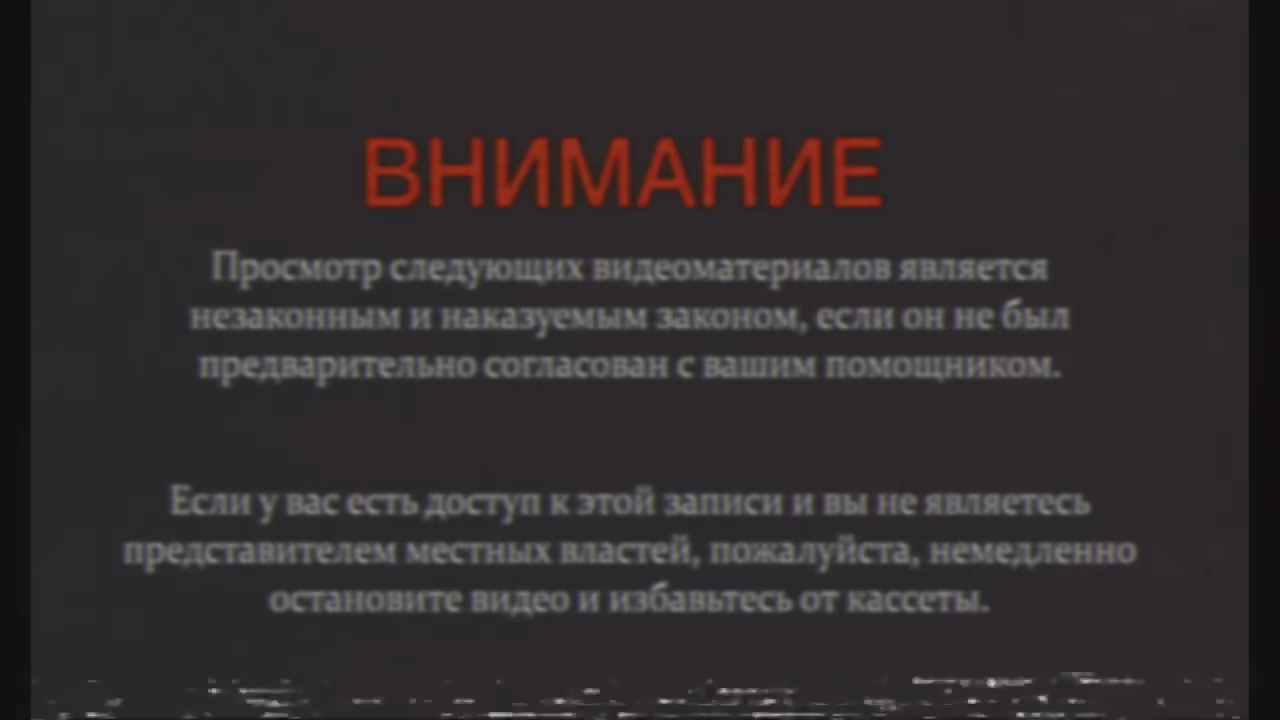 ВНИМАНИЕ
Просмотр следующих видеоматериалов является
незаконным и наказуемым законом, если он не был
предварительно согласован с вашим помощником.
Если у вас есть доступ к этой записи и вы не являетесь
представителем местных властей, пожалуйста, немедленно
остановите видео и избавьтесь от кассеты.